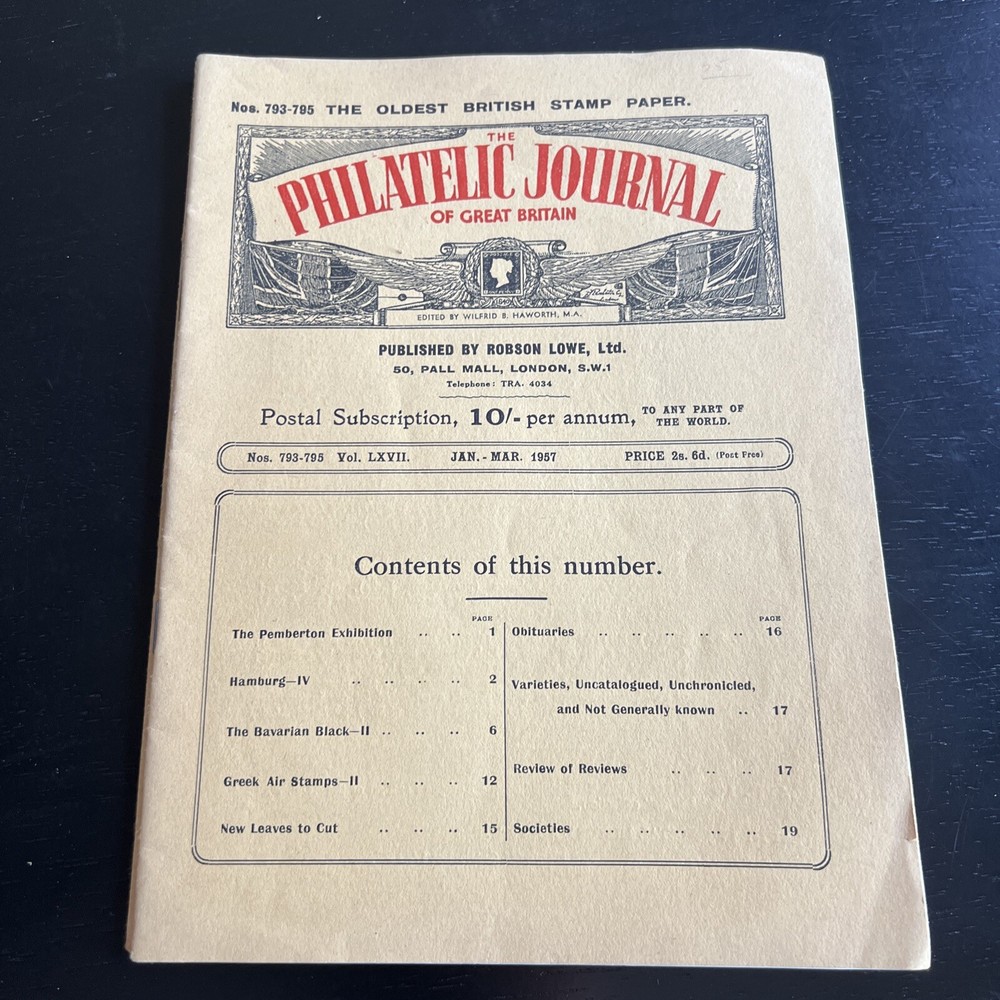 Nos. 793-795 THE OLDEST BRITISH STAMP PAPER.
THE
PHILATELIC JOURNAL
OF GREAT BRITAIN
EDITED BY WILFRID B. HAWORTH, M.A.
PUBLISHED BY ROBSON LOWE, Ltd.
50, PALL MALL, LONDON, S.W.1
Telephone: TRA. 4034
Postal Subscription, 10/- per annum, TO ANY PART OF THE WORLD.
Nos. 793-795 Vol. LXVII. JAN.-MAR. 1957 PRICE 2s. 6d. (Post Free)
Contents of this number.
PAGE
The Pemberton Exhibition .. .. 1
Hamburg—IV .. .. .. .. 2
The Bavarian Black—II .. .. .. 6
Greek Air Stamps—II .. .. .. 12
New Leaves to Cut .. .. .. 15
PAGE
Obituaries .. .. .. .. .. 16
Varieties, Uncatalogued, Unchronicled,
and Not Generally known .. 17
Review of Reviews .. .. .. 17
Societies .. .. .. .. .. 19